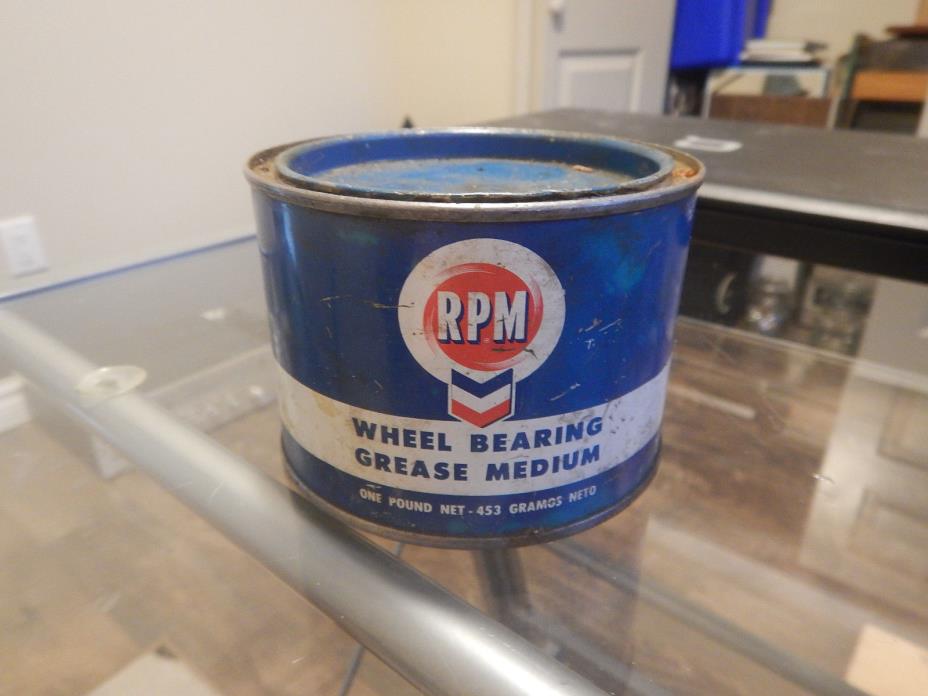 RPM
WHEEL BEARING
GREASE MEDIUM
ONE POUND NET - 453 GRAMOS NETO